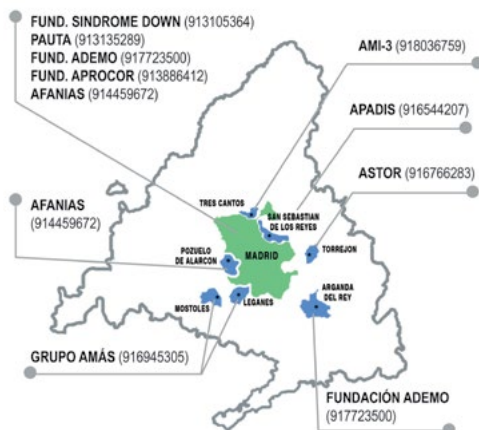 FUND. SINDROME DOWN (913105364)
PAUTA (913135289)
FUND. ADEMO (917723500)
FUND. APROCOR (913886412)
AFANIAS (914459672)
AMI-3 (918036759)
APADIS (916544207)
ASTOR (916766283)
AFANIAS
(914459672)
TRES CANTOS
SAN SEBASTIAN
DE LOS REYES
POZUELO
DE ALARCON
MADRID
TORREJON
ARGANDA
DEL REY
MOSTOLES
LEGANES
GRUPO AMÁS (916945305)
FUNDACIÓN ADEMO
(917723500)